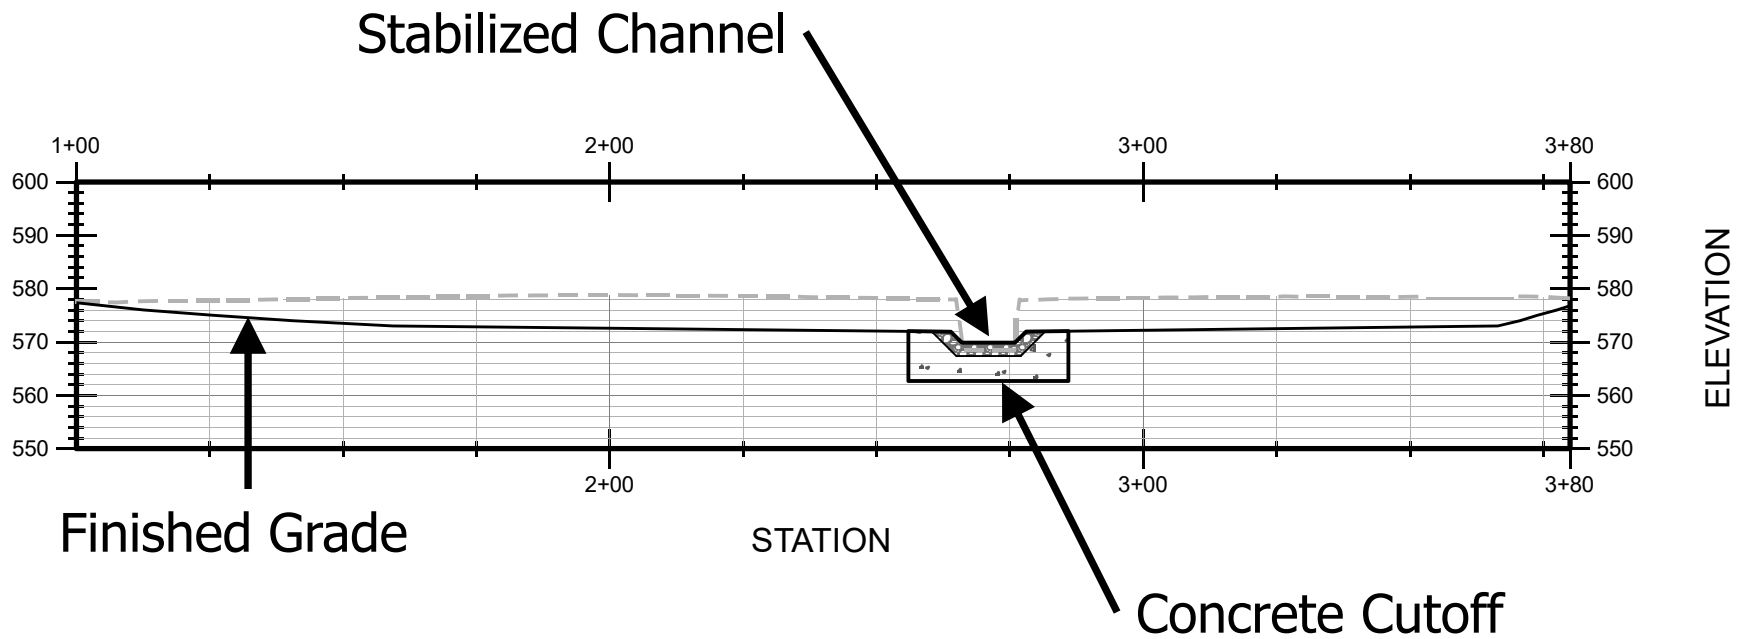 Stabilized Channel
1+00 2+00 3+00 3+80
600 600
590 590
580 580
570 570
560 560
550 550
ELEVATION
2+00 3+00 3+80
Finished Grade
STATION
Concrete Cutoff